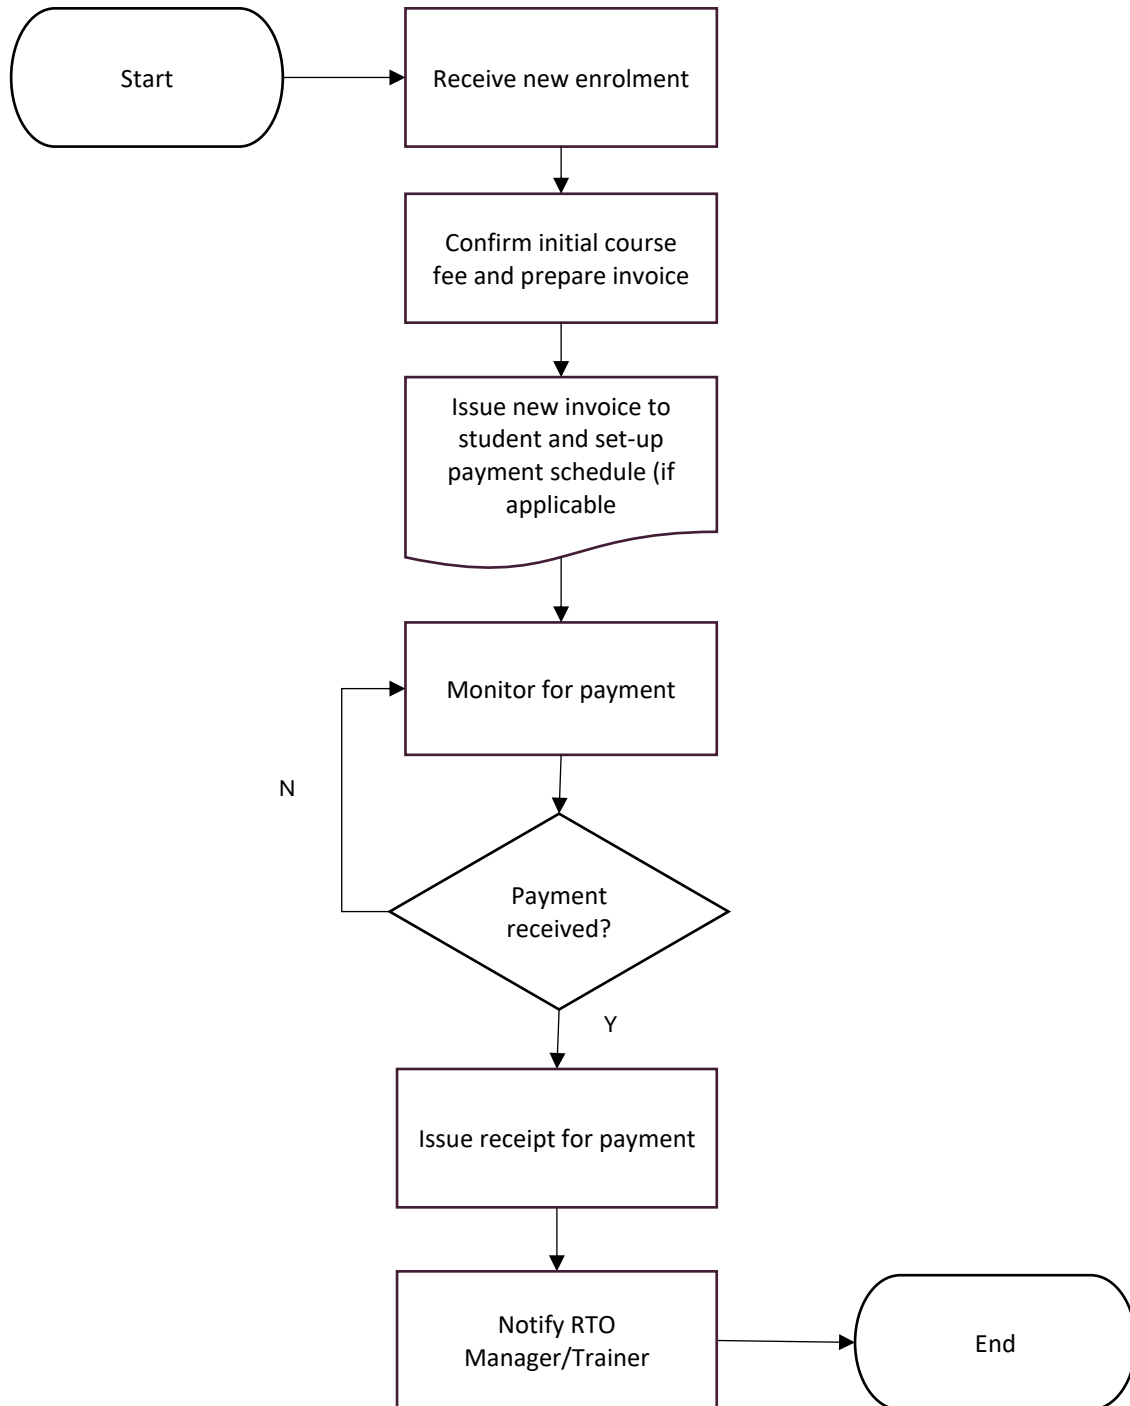 Start
Receive new enrolment
Confirm initial course
fee and prepare invoice
Issue new invoice to
student and set-up
payment schedule (if
applicable
Monitor for payment
N
Payment
received?
Y
Issue receipt for payment
Notify RTO
Manager/Trainer
End